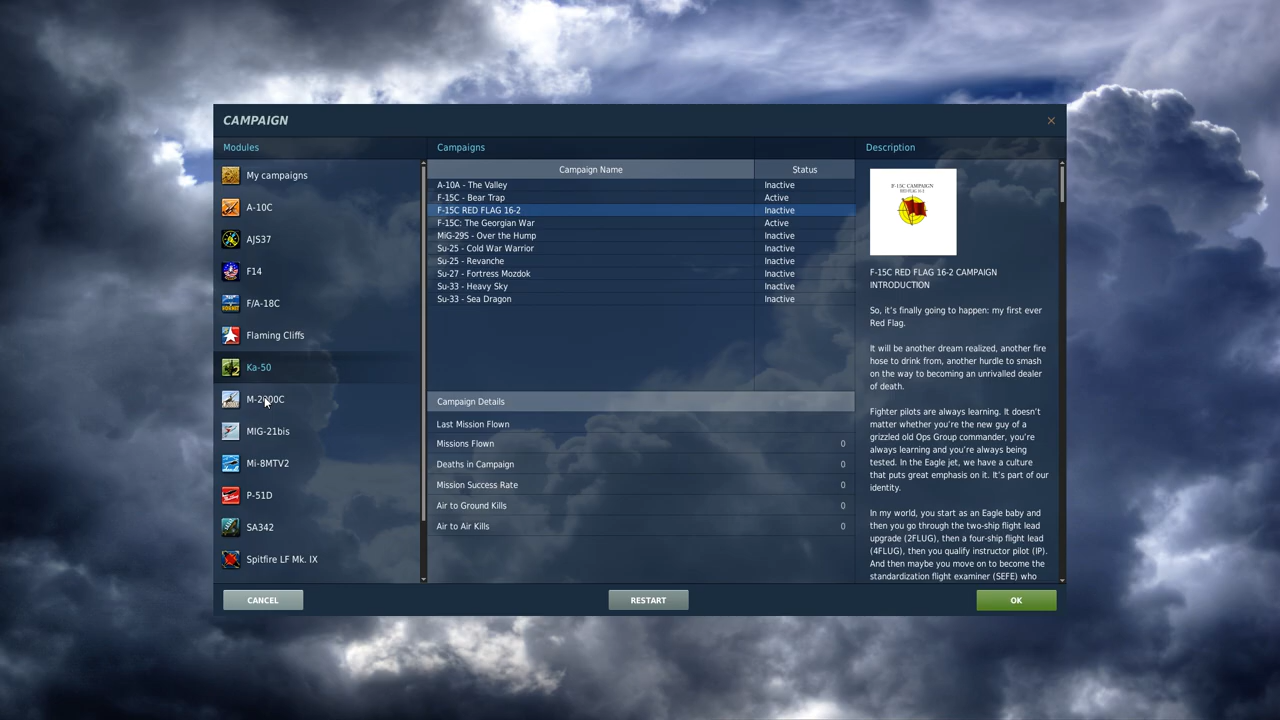 CAMPAIGN
Modules
My campaigns
A-10C
AJS37
F14
F/A-18C
Flaming Cliffs
Ka-50
M-2000C
MIG-21bis
Mi-8MTV2
P-51D
SA342
Spitfire LF Mk. IX
Campaigns
Campaign Name Status
A-10A - The Valley Inactive
F-15C - Bear Trap Active
F-15C RED FLAG 16-2 Inactive
F-15C: The Georgian War Active
MiG-29S - Over the Hump Inactive
Su-25 - Cold War Warrior Inactive
Su-25 - Revanche Inactive
Su-27 - Fortress Mozdok Inactive
Su-33 - Heavy Sky Inactive
Su-33 - Sea Dragon Inactive
Campaign Details
Last Mission Flown
Missions Flown 0
Deaths in Campaign 0
Mission Success Rate 0
Air to Ground Kills 0
Air to Air Kills 0
Description
F-15C CAMPAIGN
RED FLAG 16-2
F-15C RED FLAG 16-2 CAMPAIGN
INTRODUCTION
So, it's finally going to happen: my first ever
Red Flag.
It will be another dream realized, another fire
hose to drink from, another hurdle to smash
on the way to becoming an unrivalled dealer
of death.
Fighter pilots are always learning. It doesn't
matter whether you're the new guy of a
grizzled old Ops Group commander, you're
always learning and you're always being
tested. In the Eagle jet, we have a culture
that puts great emphasis on it. It's part of our
identity.
In my world, you start as an Eagle baby and
then you go through the two-ship flight lead
upgrade (2FLUG), then a four-ship flight lead
(4FLUG), then you qualify instructor pilot (IP).
And then maybe you move on to become the
standardization flight examiner (SEFE) who
CANCEL
RESTART
OK